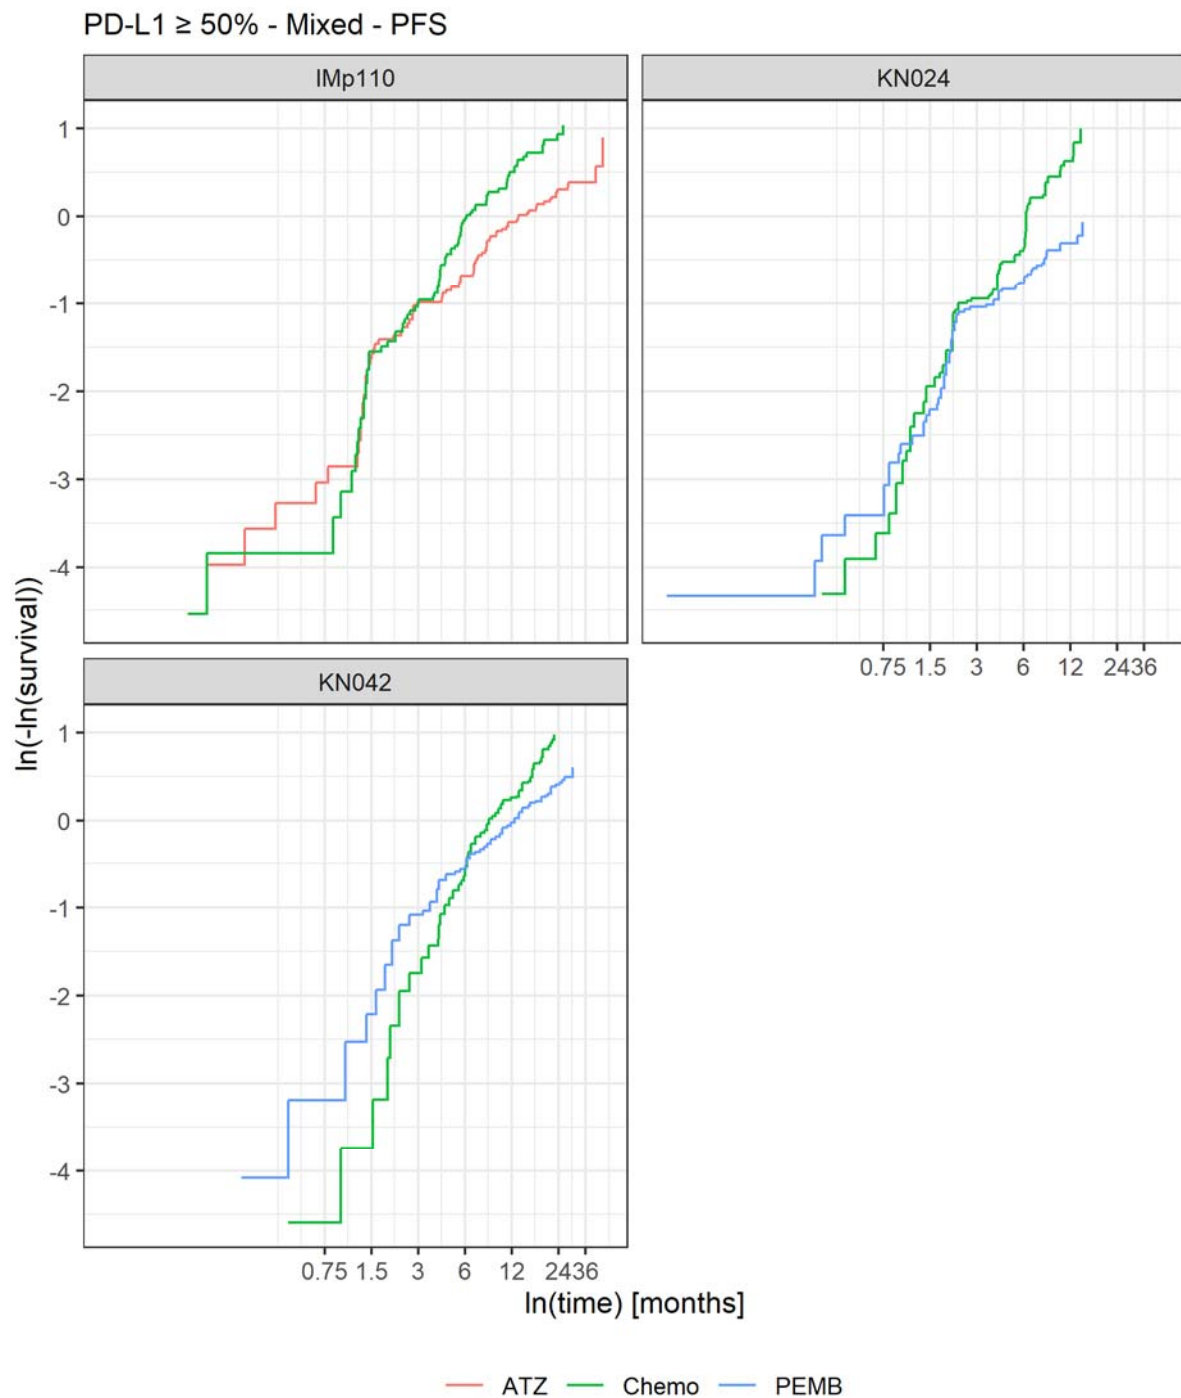 PD-L1 ≥ 50% - Mixed - PFS
IMp110
KN024
1
0
-1
-2
-3
-4
0.75 1.5 3 6 12 2436
KN042
1
0
-1
-2
-3
-4
0.75 1.5 3 6 12 2436
ln(-ln(survival))
ln(time) [months]
ATZ Chemo PEMB